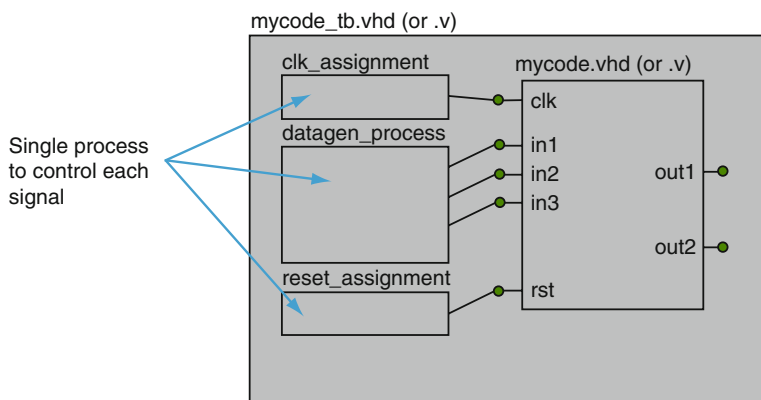 mycode_tb.vhd (or .v)
clk_assignment
mycode.vhd (or .v)
clk
datagen_process
Single process
to control each
signal
in1
in2
in3
out1
out2
reset_assignment
rst